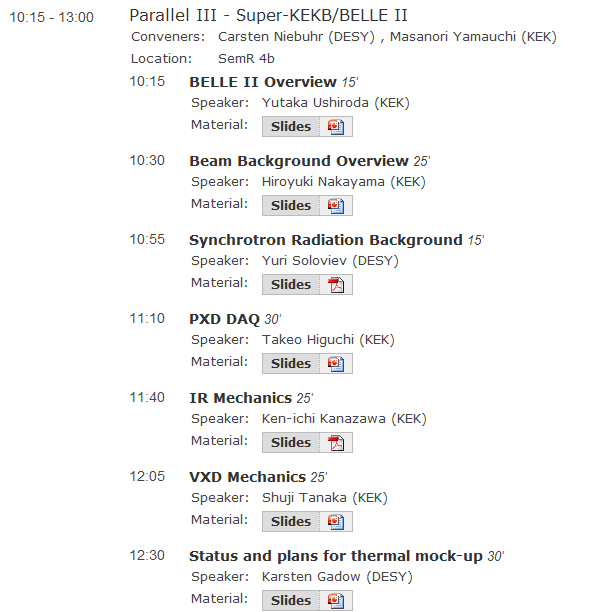 10:15 - 13:00 Parallel III - Super-KEKB/BELLE II
Conveners: Carsten Niebuhr (DESY) , Masanori Yamauchi (KEK)
Location: SemR 4b
10:15 BELLE II Overview 15'
Speaker: Yutaka Ushiroda (KEK)
Material: Slides
10:30 Beam Background Overview 25'
Speaker: Hiroyuki Nakayama (KEK)
Material: Slides
10:55 Synchrotron Radiation Background 15'
Speaker: Yuri Soloviev (DESY)
Material: Slides
11:10 PXD DAQ 30'
Speaker: Takeo Higuchi (KEK)
Material: Slides
11:40 IR Mechanics 25'
Speaker: Ken-ichi Kanazawa (KEK)
Material: Slides
12:05 VXD Mechanics 25'
Speaker: Shuji Tanaka (KEK)
Material: Slides
12:30 Status and plans for thermal mock-up 30'
Speaker: Karsten Gadow (DESY)
Material: Slides